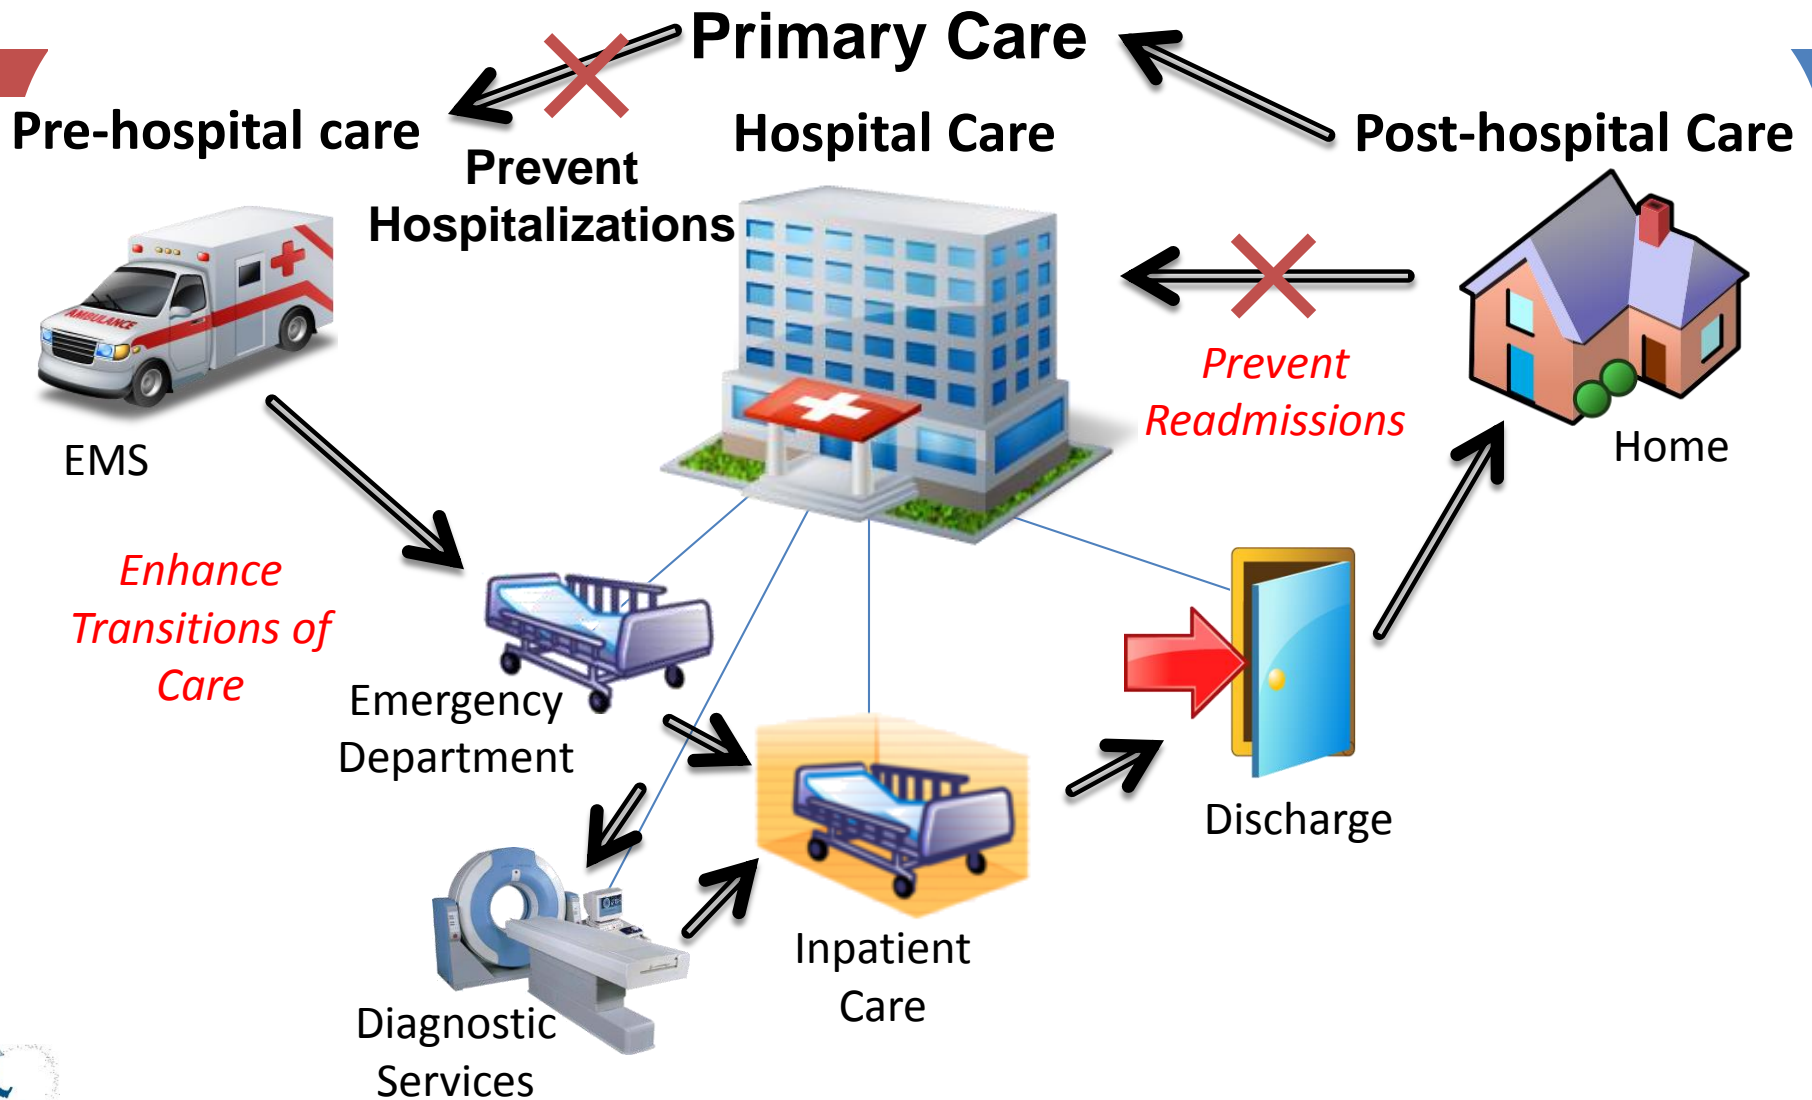 Primary Care
Pre-hospital care
Hospital Care
Post-hospital Care
Prevent
Hospitalizations
AMBULANCE
EMS
Prevent
Readmissions
Home
Enhance
Transitions of
Care
Emergency
Department
Discharge
Inpatient
Care
Diagnostic
Services